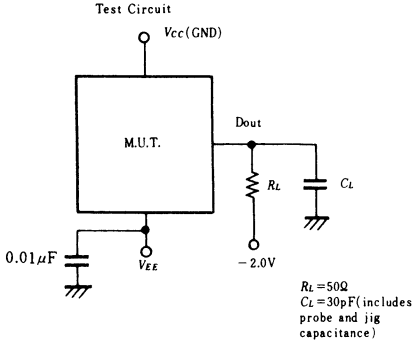 Test Circuit
Vcc(GND)
Dout
M.U.T.
RL
CL
0.01μF
VEE
−2.0V
RL=50Ω
CL=30pF(includes
probe and jig
capacitance)